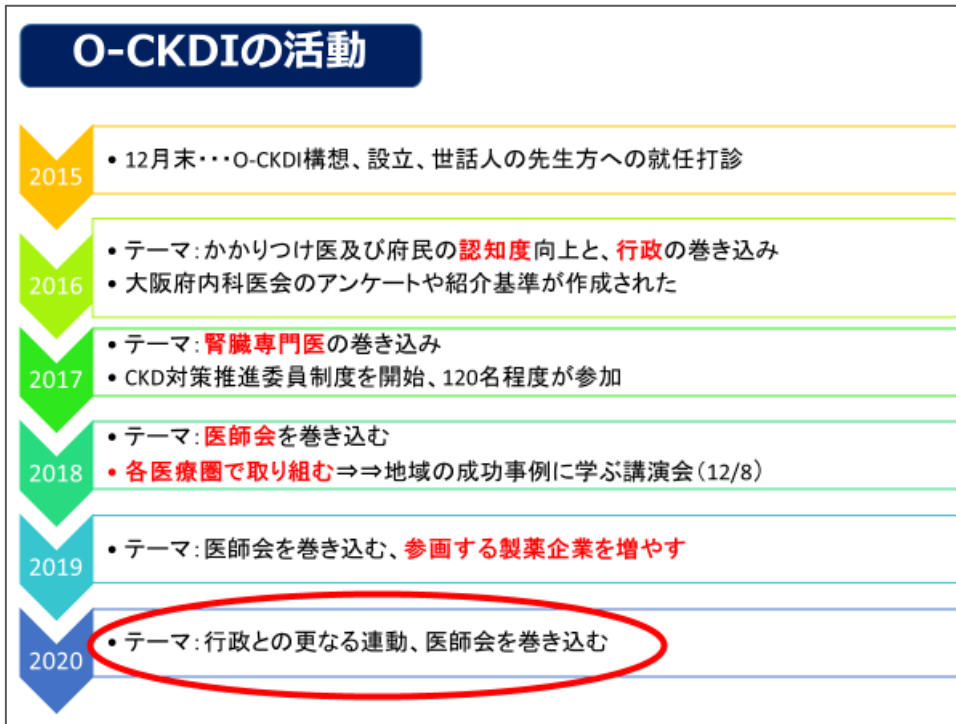 O-CKDIの活動
2015
• 12月末･･･O-CKDI構想、設立、世話人の先生方への就任打診
2016
• テーマ：かかりつけ医及び府民の認知度向上と、行政の巻き込み
• 大阪府内科医会のアンケートや紹介基準が作成された
2017
• テーマ：腎臓専門医の巻き込み
• CKD対策推進委員制度を開始、120名程度が参加
2018
• テーマ：医師会を巻き込む
• 各医療圏で取り組む⇒⇒地域の成功事例に学ぶ講演会（12/8）
2019
• テーマ：医師会を巻き込む、参画する製薬企業を増やす
2020
• テーマ：行政との更なる連動、医師会を巻き込む